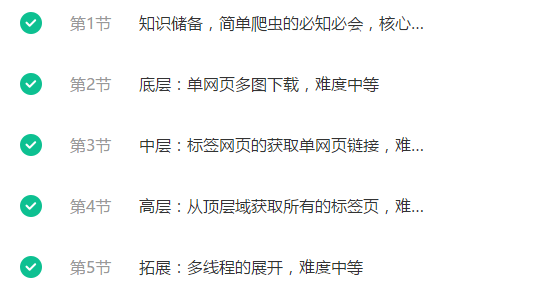 第1节 知识储备，简单爬虫的必知必会，核心...
第2节 底层：单网页多图下载，难度中等
第3节 中层：标签网页的获取单网页链接，难...
第4节 高层：从顶层域获取所有的标签页，难...
第5节 拓展：多线程的展开，难度中等